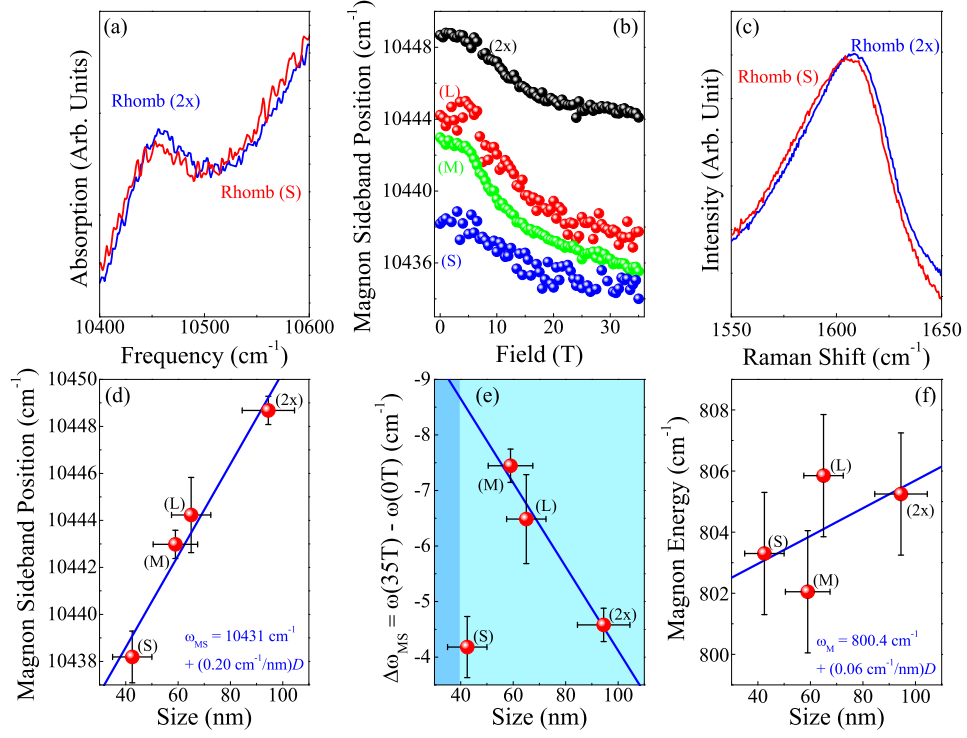 (a)
Absorption (Arb. Units)
Rhomb (2x)
Rhomb (S)
10400
10500
10600
Frequency (cm-1)
(b)
Magnon Sideband Position (cm-1)
10448
10444
10440
10436
(2x)
(L)
(M)
(S)
0
10
20
30
Field (T)
(c)
Intensity (Arb. Unit)
Rhomb (2x)
Rhomb (S)
1550
1600
1650
Raman Shift (cm-1)
(d)
Magnon Sideband Position (cm-1)
10450
10448
10446
10444
10442
10440
10438
(2x)
(L)
(M)
(S)
ωMS = 10431 cm-1
+ (0.20 cm-1/nm)D
40
60
80
100
Size (nm)
(e)
ΔωMS = ω(35T) - ω(0T) (cm-1)
-9
-8
-7
-6
-5
-4
(M)
(L)
(2x)
(S)
40
60
80
100
Size (nm)
(f)
Magnon Energy (cm-1)
808
806
804
802
800
(L)
(2x)
(S)
(M)
ωM = 800.4 cm-1
+ (0.06 cm-1/nm)D
40
60
80
100
Size (nm)